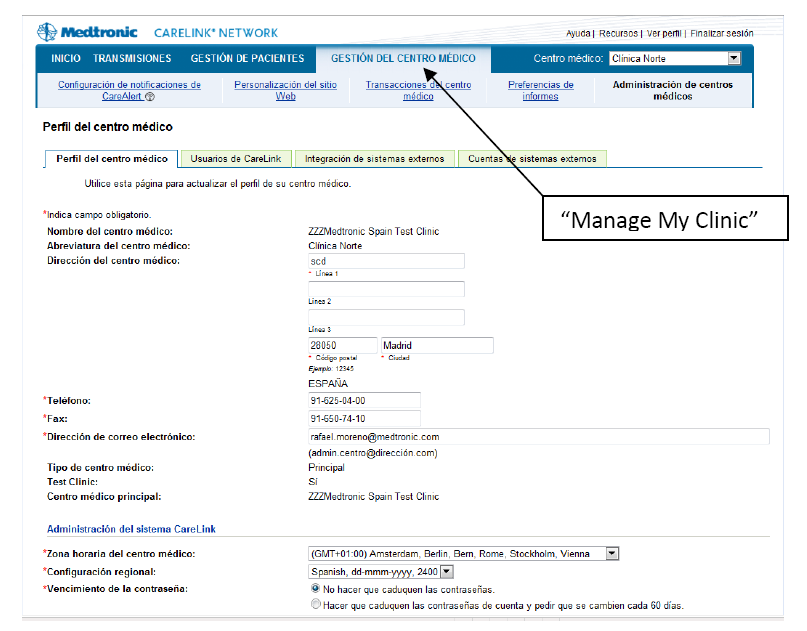 Medtronic CARELINK® NETWORK
Ayuda | Recursos | Ver perfil | Finalizar sesión
INICIO TRANSMISIONES GESTIÓN DE PACIENTES GESTIÓN DEL CENTRO MÉDICO Centro médico: Clínica Norte
Configuración de notificaciones de CareAlert
Personalización del sitio Web
Transacciones del centro médico
Preferencias de informes
Administración de centros médicos
Perfil del centro médico
Perfil del centro médico Usuarios de CareLink Integración de sistemas externos Cuentas de sistemas externos
Utilice esta página para actualizar el perfil de su centro médico.
"Manage My Clinic"
*Indica campo obligatorio.
Nombre del centro médico: ZZZMedtronic Spain Test Clinic
Abreviatura del centro médico: Clínica Norte
Dirección del centro médico: scd
* Línea 1
Línea 2
Línea 3
28050 Madrid
* Código postal * Ciudad
Ejemplo: 12345
ESPAÑA
*Teléfono: 91-625-04-00
*Fax: 91-650-74-10
*Dirección de correo electrónico: rafael.moreno@medtronic.com
(admin.centro@dirección.com)
Tipo de centro médico: Principal
Test Clinic: Sí
Centro médico principal: ZZZMedtronic Spain Test Clinic
Administración del sistema CareLink
*Zona horaria del centro médico: (GMT+01:00) Amsterdam, Berlin, Bern, Rome, Stockholm, Vienna
*Configuración regional: Spanish, dd-mmm-yyyy, 2400
*Vencimiento de la contraseña: No hacer que caduquen las contraseñas.
Hacer que caduquen las contraseñas de cuenta y pedir que se cambien cada 60 días.